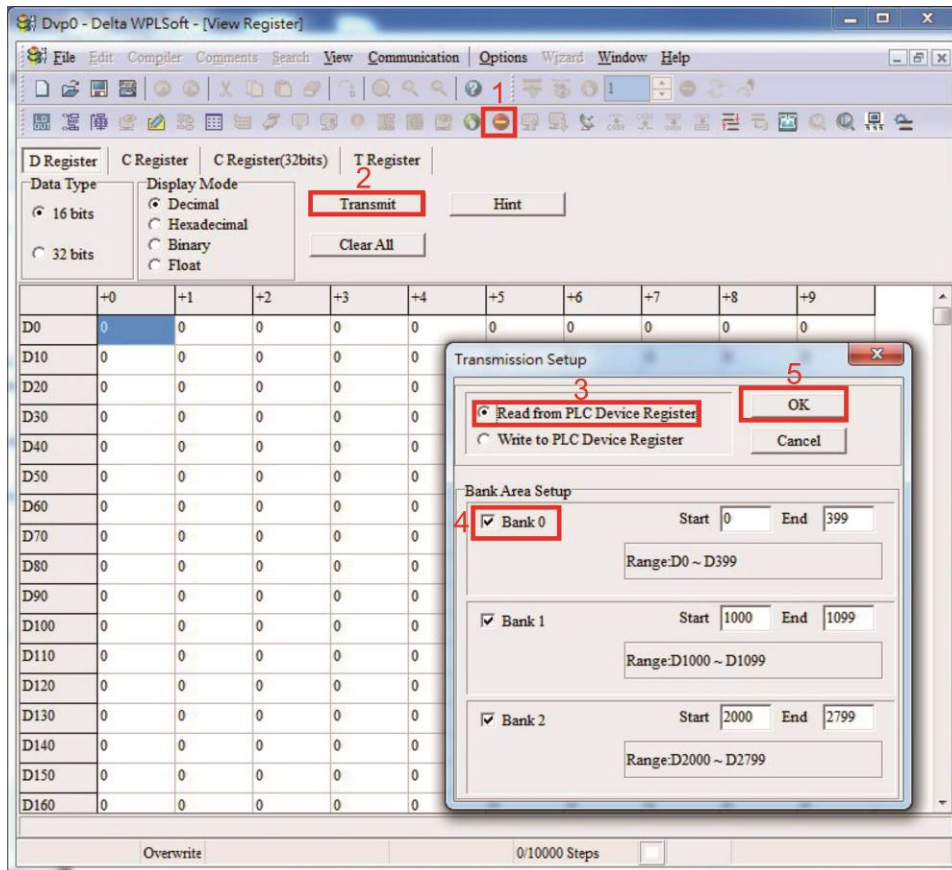 Dvp0 - Delta WPLSoft - [View Register]
File Edit Compiler Comments Search View Communication Options Wizard Window Help
1
1
D Register C Register C Register(32bits) T Register
2
Data Type Display Mode
16 bits Decimal Transmit Hint
Hexadecimal
32 bits Binary Clear All
Float
+0 +1 +2 +3 +4 +5 +6 +7 +8 +9
D0 0 0 0 0 0 0 0 0 0 0
D10 0 0 0 0 0
D20 0 0 0 0 0
D30 0 0 0 0 0
D40 0 0 0 0 0
D50 0 0 0 0 0
D60 0 0 0 0 0
D70 0 0 0 0 0
D80 0 0 0 0 0
D90 0 0 0 0 0
D100 0 0 0 0 0
D110 0 0 0 0 0
D120 0 0 0 0 0
D130 0 0 0 0 0
D140 0 0 0 0 0
D150 0 0 0 0 0
D160 0 0 0 0 0
Transmission Setup
3 5
Read from PLC Device Register OK
Write to PLC Device Register Cancel
Bank Area Setup
4 Bank 0 Start 0 End 399
Range:D0 ~ D399
Bank 1 Start 1000 End 1099
Range:D1000 ~ D1099
Bank 2 Start 2000 End 2799
Range:D2000 ~ D2799
Overwrite 0/10000 Steps